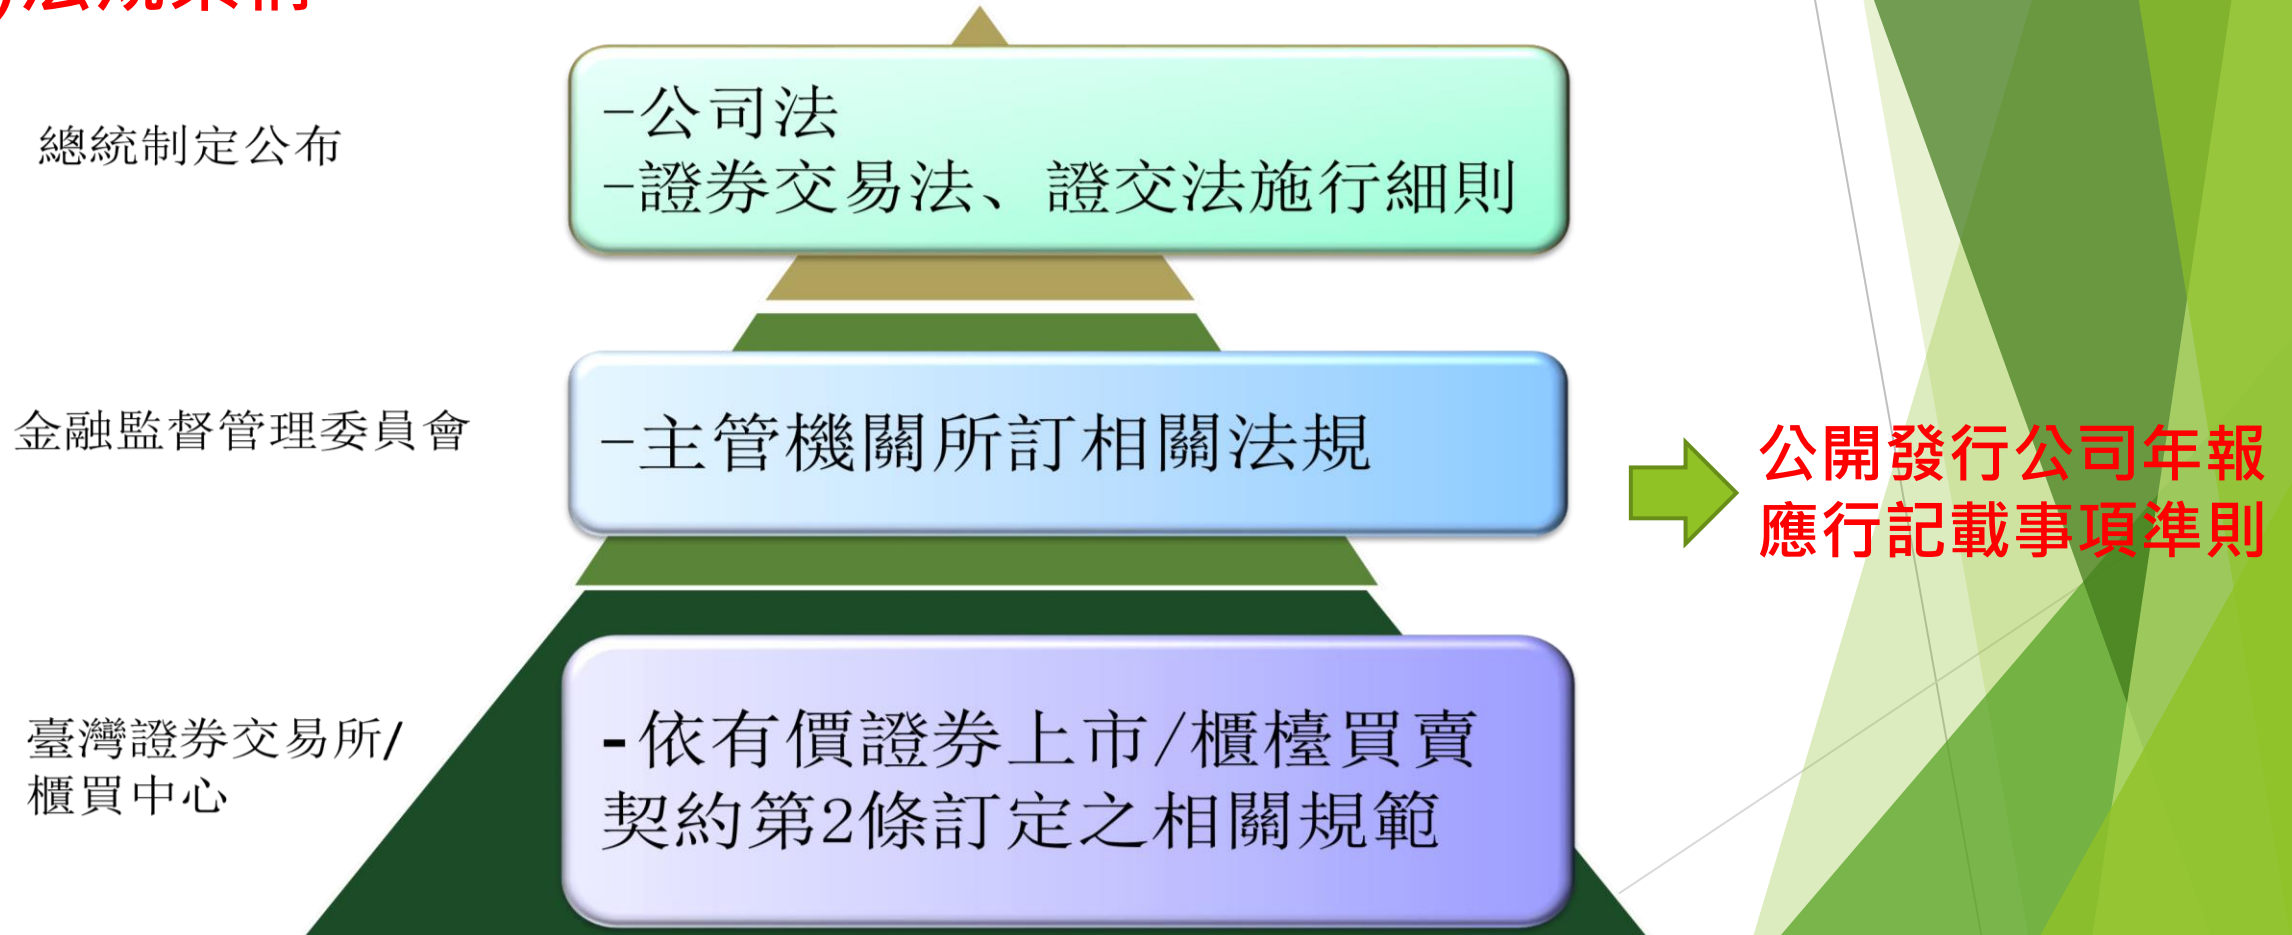 總統制定公布
-公司法
-證券交易法、證交法施行細則
金融監督管理委員會
-主管機關所訂相關法規
公開發行公司年報
應行記載事項準則
臺灣證券交易所/
櫃買中心
-依有價證券上市/櫃檯買賣
契約第2條訂定之相關規範